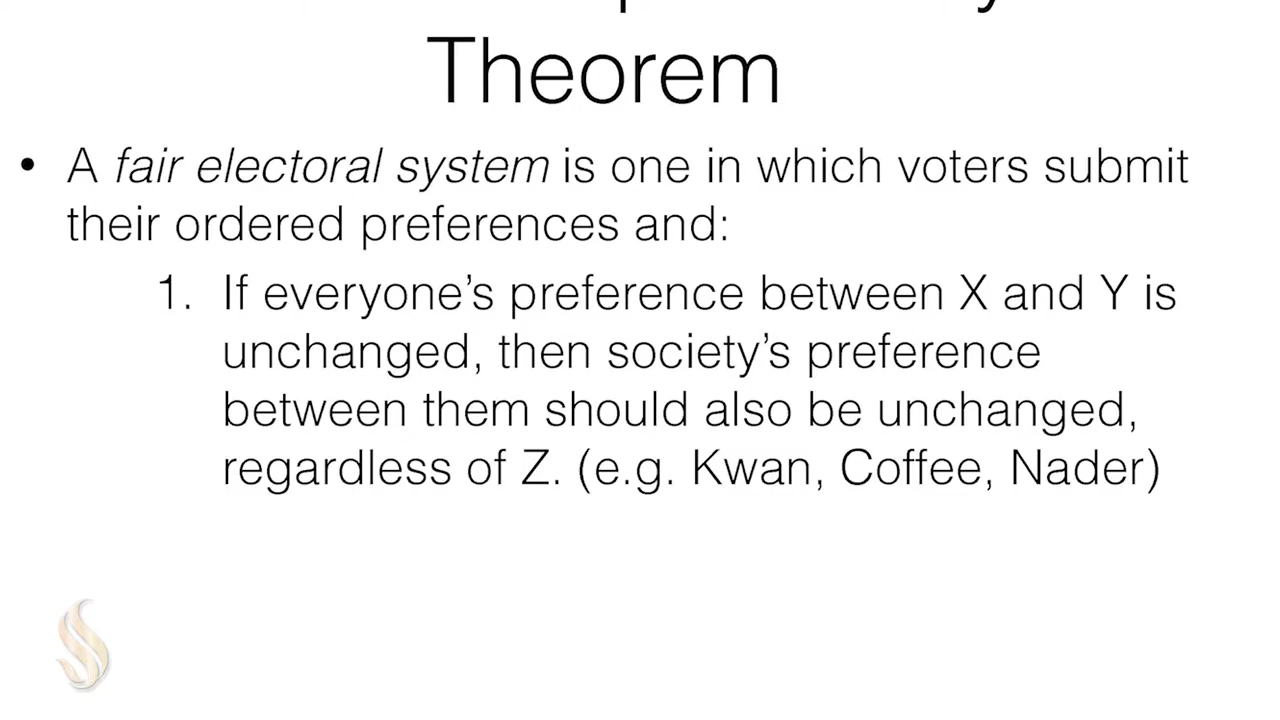 Theorem
• A fair electoral system is one in which voters submit
their ordered preferences and:
1. If everyone’s preference between X and Y is
unchanged, then society’s preference
between them should also be unchanged,
regardless of Z. (e.g. Kwan, Coffee, Nader)